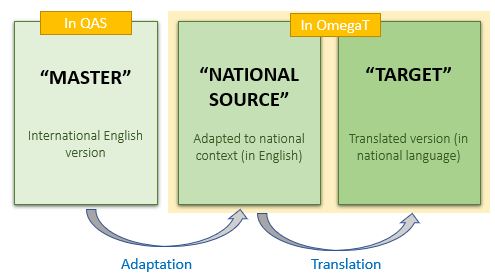 In QAS
In OmegaT
“MASTER”
International English
version
“NATIONAL
SOURCE”
Adapted to national
context (in English)
“TARGET”
Translated version (in
national language)
Adaptation
Translation